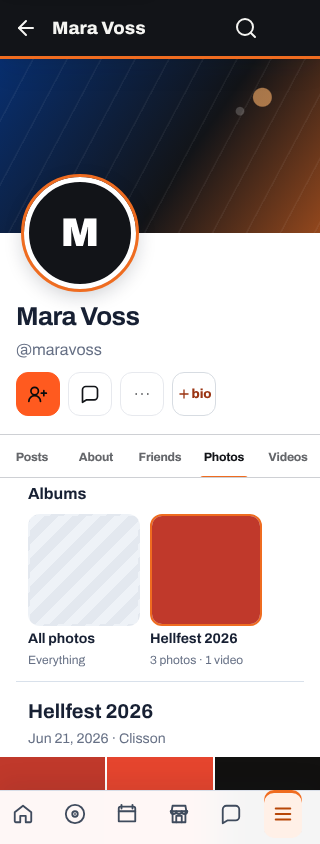 Mara Voss
M
Mara Voss
@maravoss
+bio
Posts About Friends Photos Videos
Albums
All photos Hellfest 2026
Everything 3 photos · 1 video
Hellfest 2026
Jun 21, 2026 · Clisson